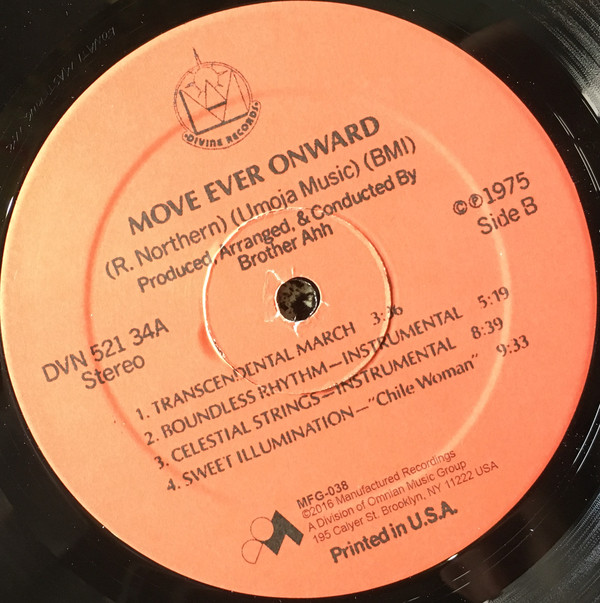 DIVINE RECORDS
MOVE EVER ONWARD
(R. Northern) (Umoja Music) (BMI)
Produced, Arranged, & Conducted By
Brother Ahh
©℗1975
Side B
DVN 521 34A
Stereo
1. TRANSCENDENTAL MARCH 3:36
2. BOUNDLESS RHYTHM—INSTRUMENTAL 5:19
3. CELESTIAL STRINGS—INSTRUMENTAL 8:39
4. SWEET ILLUMINATION—"Chile Woman" 9:33
MFG-038
©2016 Manufactured Recordings
A Division of Omnian Music Group
195 Calyer St. Brooklyn, NY 11222 USA
Printed in U.S.A.